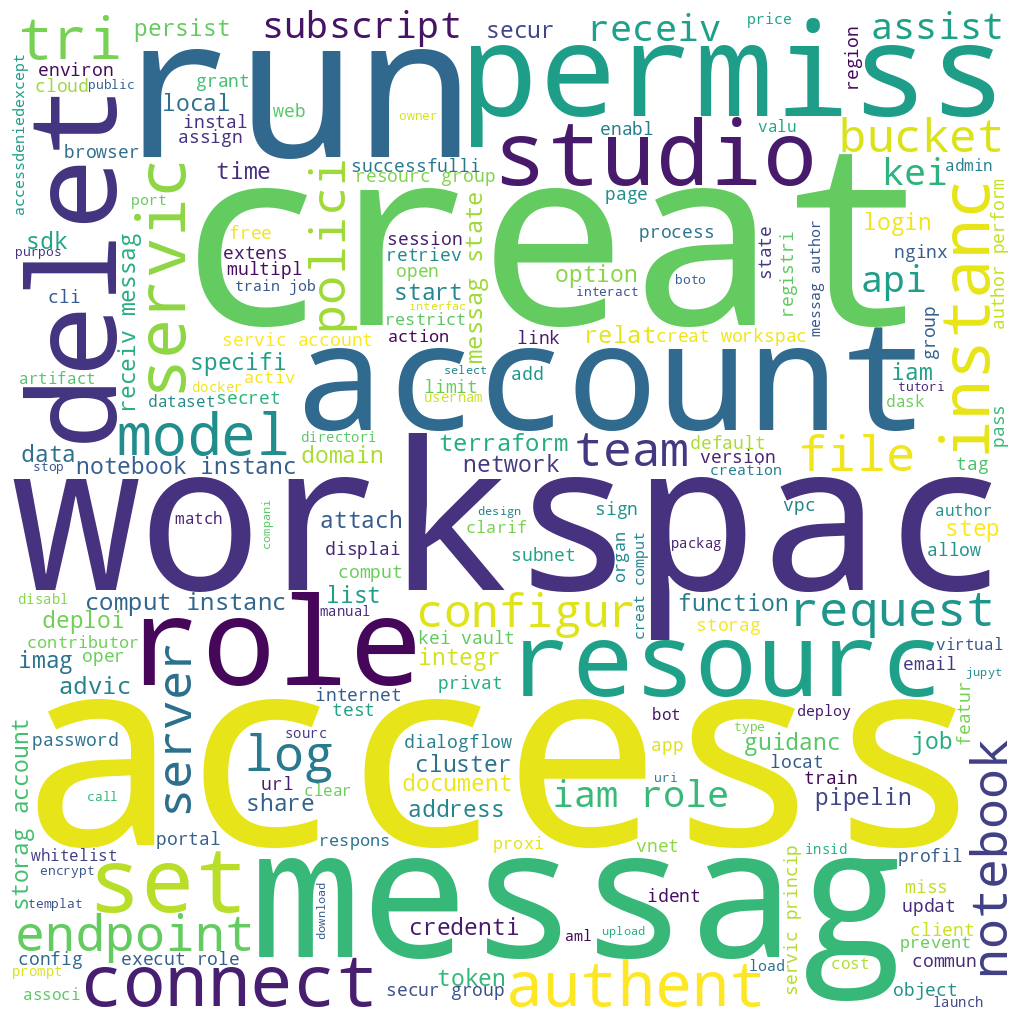 tri
persist
subscript
secur
receiv
price
assist
environ
cloud
public
run
grant
web
local
instal
assign
permiss
region
accessdeniedexcept
delet
browser
owner
time
successfulli
resourc group
studio
enabl
valu
bucket
kei
admin
page
servic
port
polici
creat
sdk
purpos
cli
free
extens
multipl
train job
session
retriev
open
start
interfac
restrict
action
messag state
process
option
interact
boto
registri
state
messag author
login
nginx
api
instanc
author perform
receiv messag
servic account
link
relat
creat workspac
group
specifi
artifact
docker
activ
dataset
secret
account
select
limit
usernam
add
iam
tutori
dask
pass
model
directori
domain
data
stop
notebook instanc
terraform
network
team
default
version
creation
file
tag
workspac
match
compani
attach
displai
comput
design
clarif
subnet
sign
organ
creat comput
packag
vpc
author
step
allow
disabl
comput instanc
list
manual
deploi
contributor
oper
imag
advic
role
kei vault
integr
privat
configur
function
storag
request
virtual
email
jupyt
resourc
server
internet
test
bot
deploy
featur
password
storag account
call
access
log
sourc
url
share
clear
dialogflow
cluster
document
address
app
type
guidanc
locat
uri
iam role
train
pipelin
job
notebook
portal
respons
proxi
vnet
insid
profil
whitelist
encrypt
templat
set
messag
download
credenti
ident
aml
upload
servic princip
miss
updat
client
prevent
commun
endpoint
config
execut role
prompt
associ
connect
token
secur group
authent
load
cost
object
launch